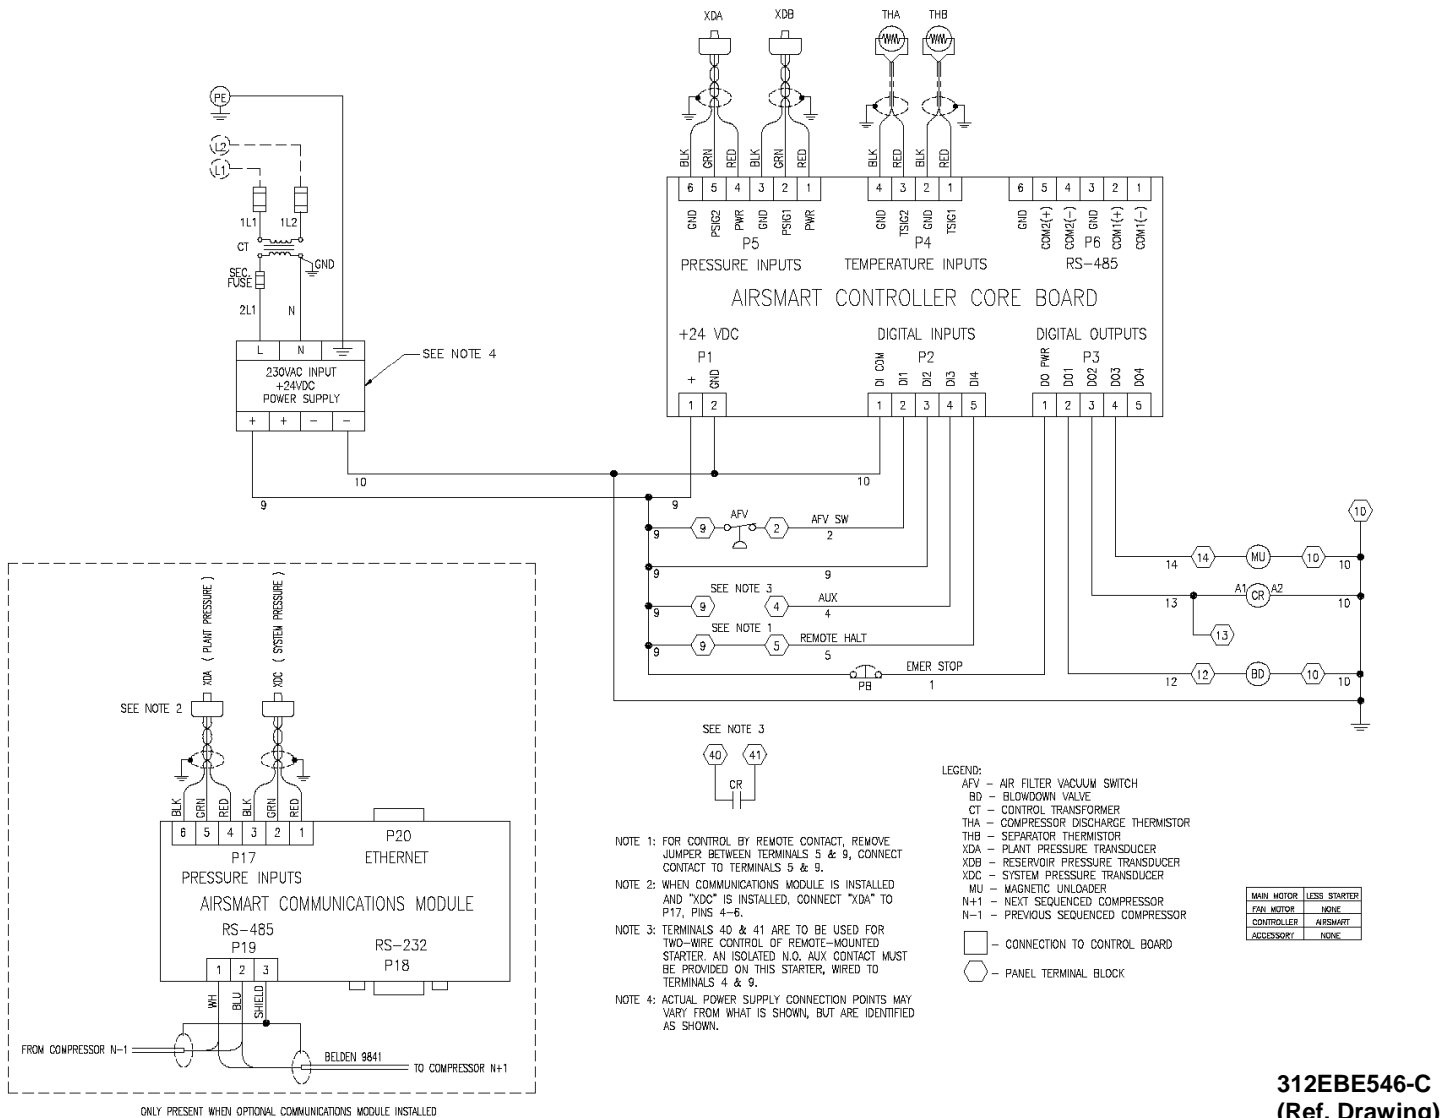 XDA
XDB
THA
THB
PE
L2
L1
1L1
1L2
CT
GND
SEC.
FUSE
2L1
N
L
N
230VAC INPUT
+24VDC
POWER SUPPLY
+
+
-
-
SEE NOTE 4
BLK
GRN
RED
BLK
GRN
RED
BLK
RED
BLK
RED
6
5
4
3
2
1
4
3
2
1
6
5
4
3
2
1
GND
PSIG2
PWR
GND
PSIG1
PWR
GND
TSIG2
GND
TSIG1
GND
COM2(+)
COM2(-)
GND
COM1(+)
COM1(-)
P5
P4
P6
PRESSURE INPUTS
TEMPERATURE INPUTS
RS-485
AIRSMART CONTROLLER CORE BOARD
+24 VDC
DIGITAL INPUTS
DIGITAL OUTPUTS
P1
P2
P3
+
GND
DI COM
DI1
DI2
DI3
DI4
DO PWR
DO1
DO2
DO3
DO4
1
2
1
2
3
4
5
1
2
3
4
5
10
10
9
9
9
9
AFV
2
AFV SW
2
9
9
SEE NOTE 3
9
9
4
AUX
4
SEE NOTE 1
9
9
5
REMOTE HALT
5
PB
EMER STOP
1
10
14
14
MU
10
10
13
A1
CR
A2
10
13
12
12
BD
10
10
XDA ( PLANT PRESSURE )
XDC ( SYSTEM PRESSURE )
SEE NOTE 2
BLK
GRN
RED
BLK
GRN
RED
6
5
4
3
2
1
P17
PRESSURE INPUTS
P20
ETHERNET
AIRSMART COMMUNICATIONS MODULE
RS-485
P19
RS-232
P18
1
2
3
WH
BLU
SHIELD
FROM COMPRESSOR N-1
BELDEN 9841
TO COMPRESSOR N+1
ONLY PRESENT WHEN OPTIONAL COMMUNICATIONS MODULE INSTALLED
SEE NOTE 3
40
41
CR
NOTE 1: FOR CONTROL BY REMOTE CONTACT, REMOVE
JUMPER BETWEEN TERMINALS 5 & 9, CONNECT
CONTACT TO TERMINALS 5 & 9.
NOTE 2: WHEN COMMUNICATIONS MODULE IS INSTALLED
AND "XDC" IS INSTALLED, CONNECT "XDA" TO
P17, PINS 4-6.
NOTE 3: TERMINALS 40 & 41 ARE TO BE USED FOR
TWO-WIRE CONTROL OF REMOTE-MOUNTED
STARTER. AN ISOLATED N.O. AUX CONTACT MUST
BE PROVIDED ON THIS STARTER, WIRED TO
TERMINALS 4 & 9.
NOTE 4: ACTUAL POWER SUPPLY CONNECTION POINTS MAY
VARY FROM WHAT IS SHOWN, BUT ARE IDENTIFIED
AS SHOWN.
LEGEND:
AFV - AIR FILTER VACUUM SWITCH
BD - BLOWDOWN VALVE
CT - CONTROL TRANSFORMER
THA - COMPRESSOR DISCHARGE THERMISTOR
THB - SEPARATOR THERMISTOR
XDA - PLANT PRESSURE TRANSDUCER
XDB - RESERVOIR PRESSURE TRANSDUCER
XDC - SYSTEM PRESSURE TRANSDUCER
MU - MAGNETIC UNLOADER
N+1 - NEXT SEQUENCED COMPRESSOR
N-1 - PREVIOUS SEQUENCED COMPRESSOR
- CONNECTION TO CONTROL BOARD
- PANEL TERMINAL BLOCK
MAIN MOTOR LESS STARTER
FAN MOTOR NONE
CONTROLLER AIRSMART
ACCESSORY NONE
312EBE546-C
(Ref. Drawing)